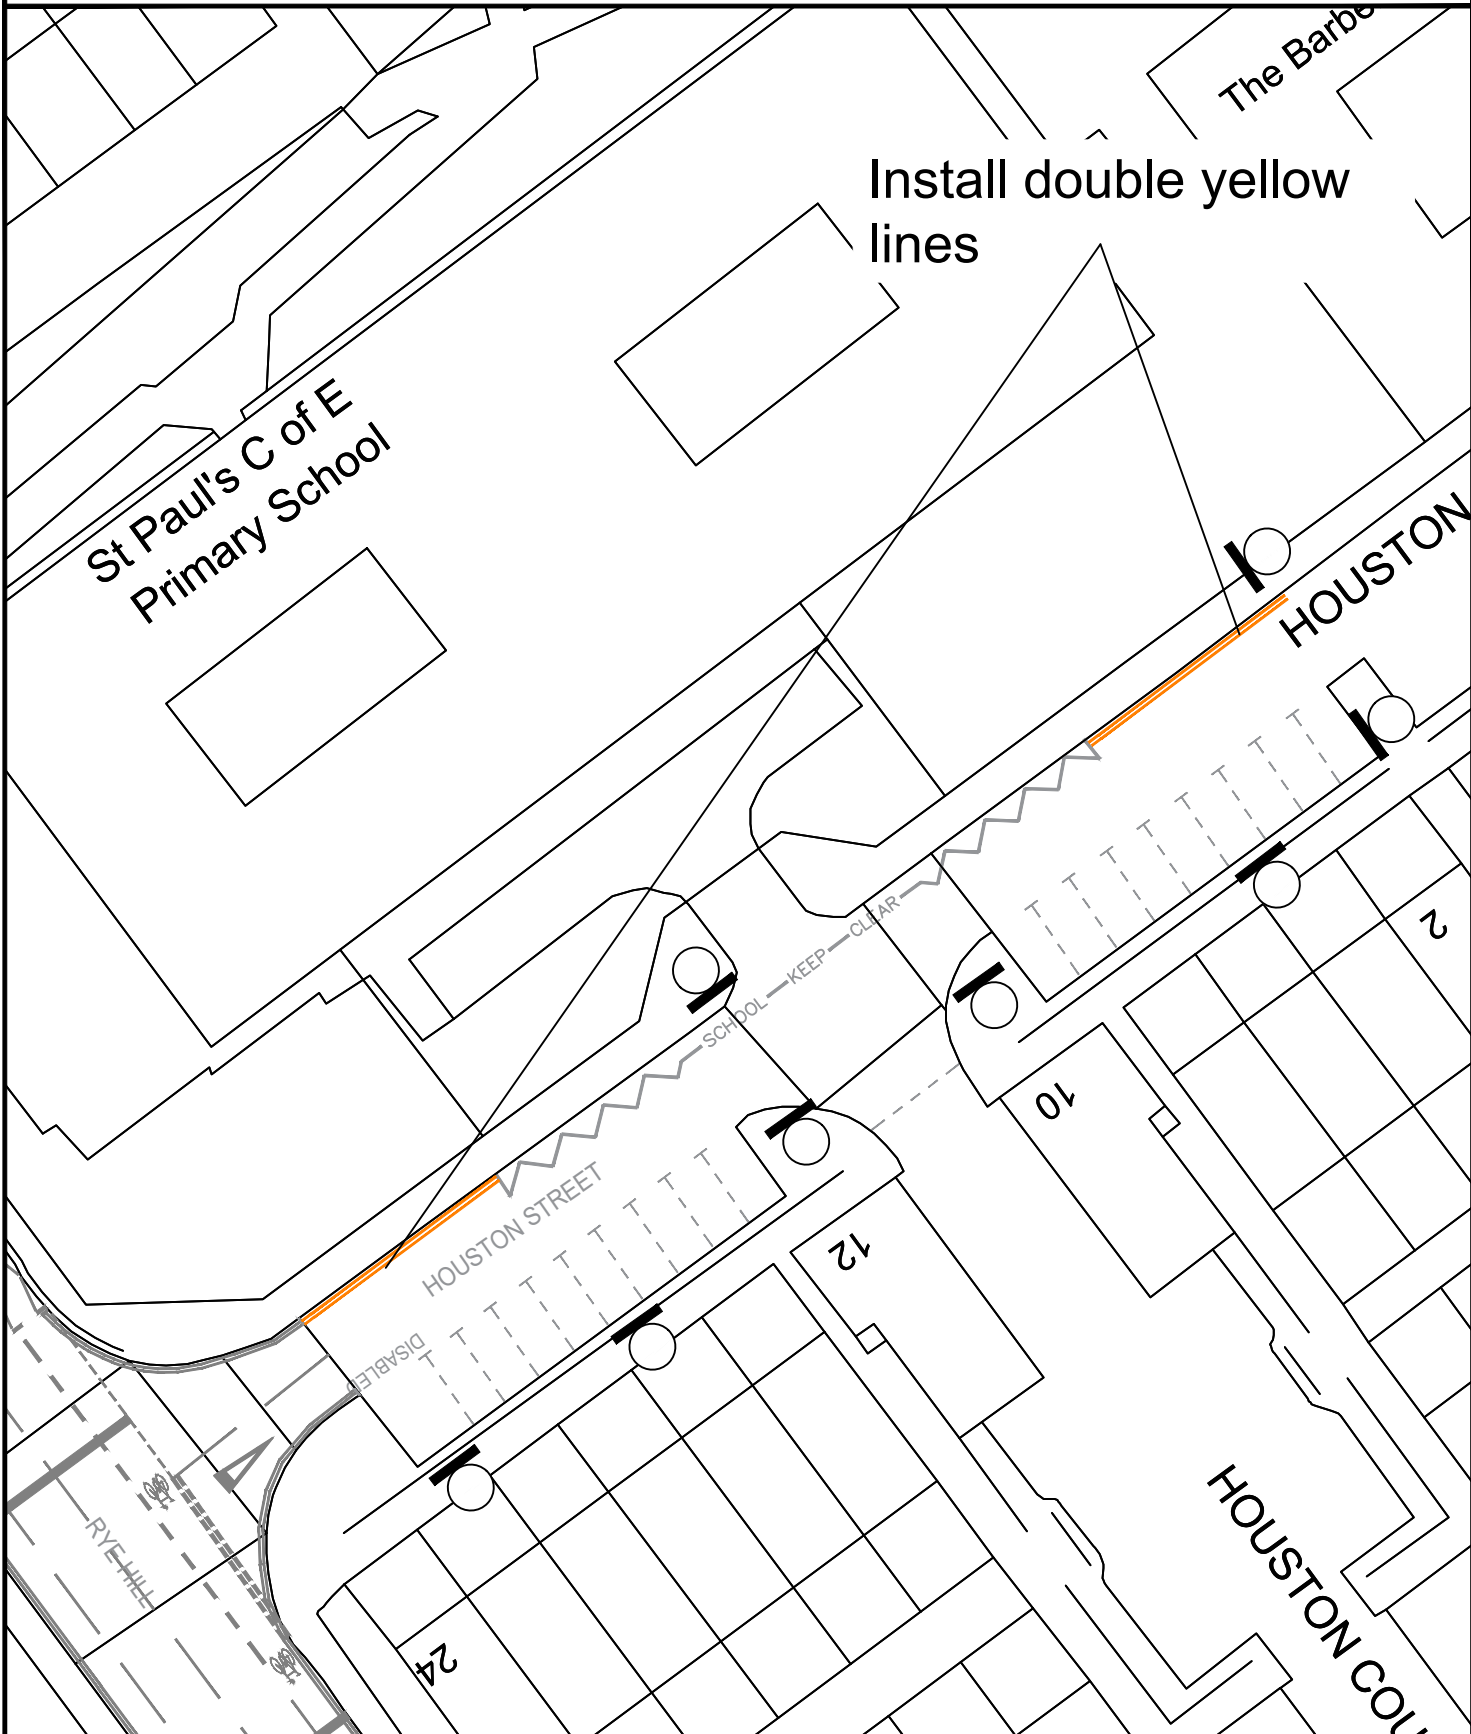 The Barbe
Install double yellow
lines
St Paul's C of E
Primary School
HOUSTON
SCHOOL KEEP CLEAR
2
10
HOUSTON STREET
12
DISABLED
RYE HILL
24
HOUSTON COU